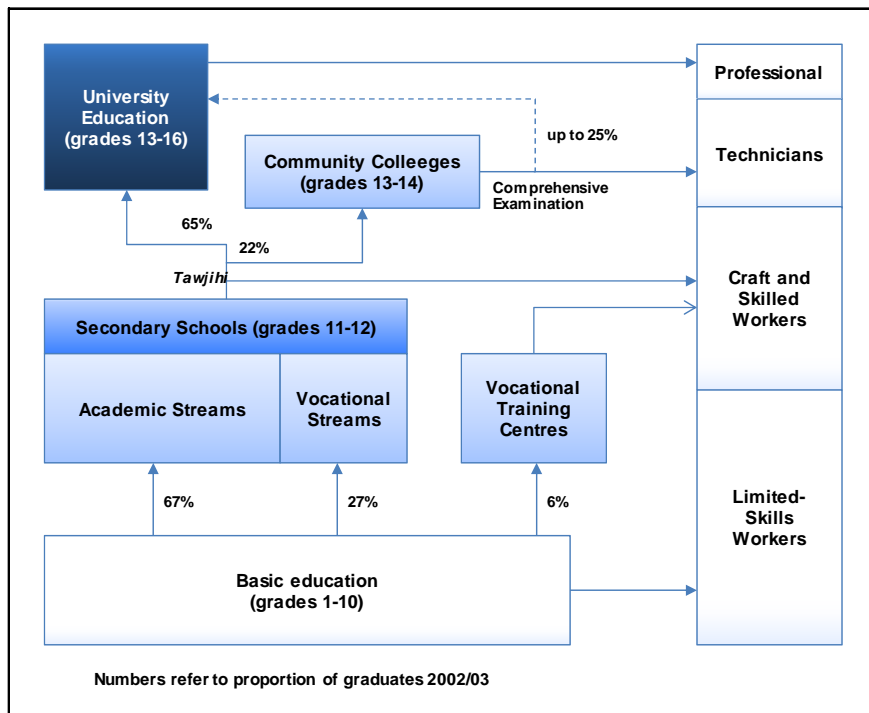 University
Education
(grades 13-16)
Professional
up to 25%
Community Colleeges
(grades 13-14)
Technicians
Comprehensive
Examination
65%
22%
Tawjihi
Craft and
Skilled
Workers
Secondary Schools (grades 11-12)
Academic Streams
Vocational
Streams
Vocational
Training
Centres
Limited-
Skills
Workers
67%
27%
6%
Basic education
(grades 1-10)
Numbers refer to proportion of graduates 2002/03